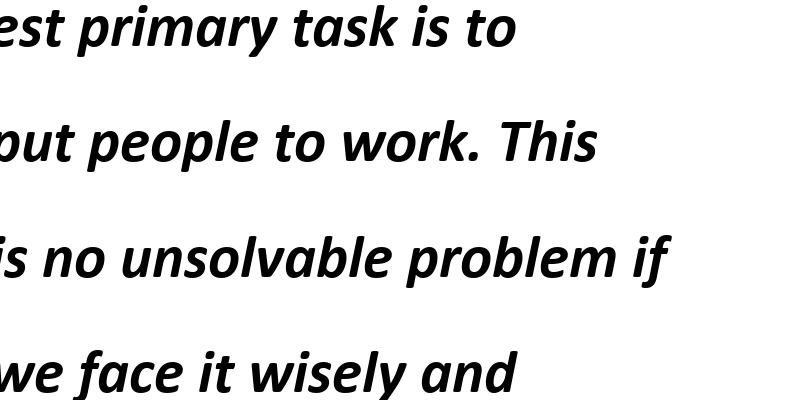 est primary task is to
put people to work. This
is no unsolvable problem if
we face it wisely and